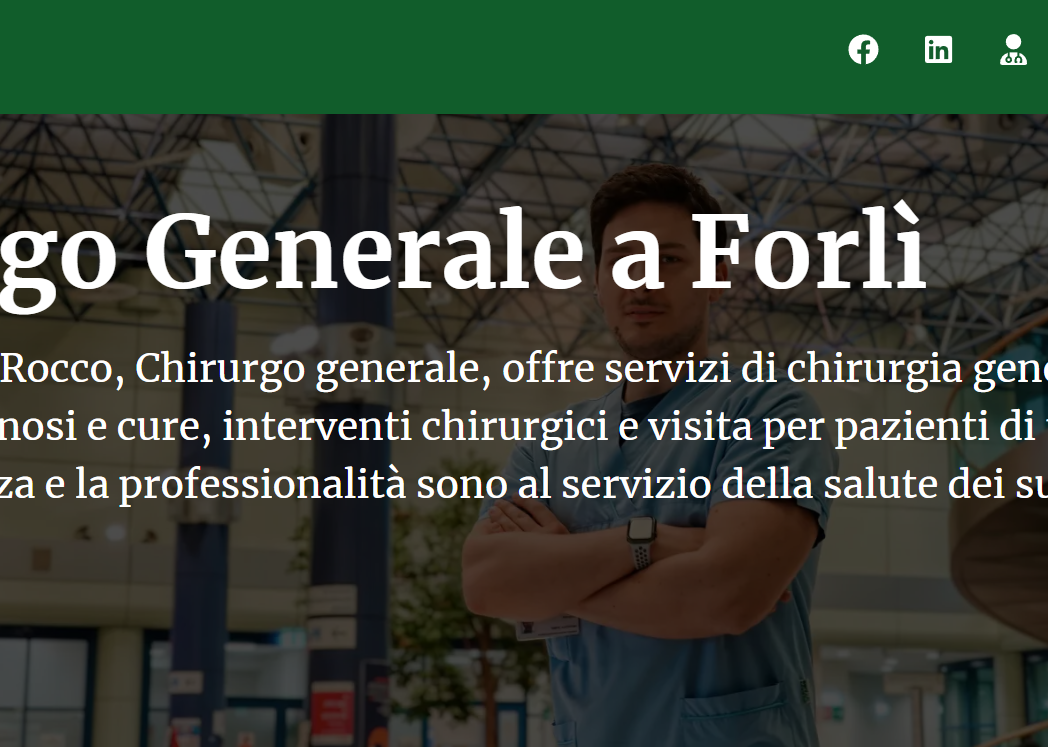 go Generale a Forlì
Rocco, Chirurgo generale, offre servizi di chirurgia gene
nosi e cure, interventi chirurgici e visita per pazienti di
za e la professionalità sono al servizio della salute dei su